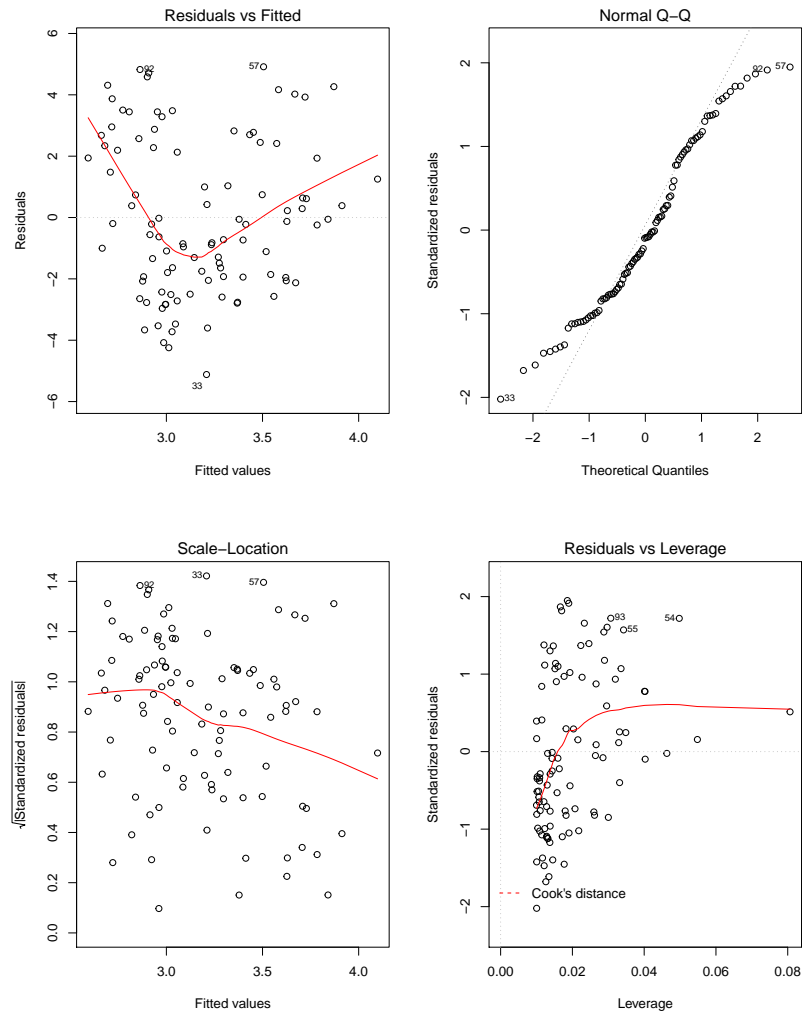 Residuals vs Fitted
Residuals
6
4
2
0
−2
−4
−6
92
57
33
3.0 3.5 4.0
Fitted values
Normal Q−Q
Standardized residuals
2
1
0
−1
−2
92
57
33
−2 −1 0 1 2
Theoretical Quantiles
Scale−Location
√|Standardized residuals|
1.4
1.2
1.0
0.8
0.6
0.4
0.2
0.0
33
57
92
3.0 3.5 4.0
Fitted values
Residuals vs Leverage
Standardized residuals
2
1
0
−1
−2
93
54
55
Cook's distance
0.00 0.02 0.04 0.06 0.08
Leverage